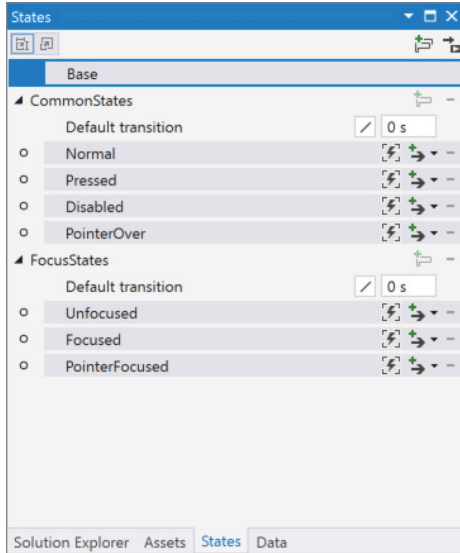 States
Base
CommonStates
Default transition 0 s
Normal
Pressed
Disabled
PointerOver
FocusStates
Default transition 0 s
Unfocused
Focused
PointerFocused
Solution Explorer Assets States Data